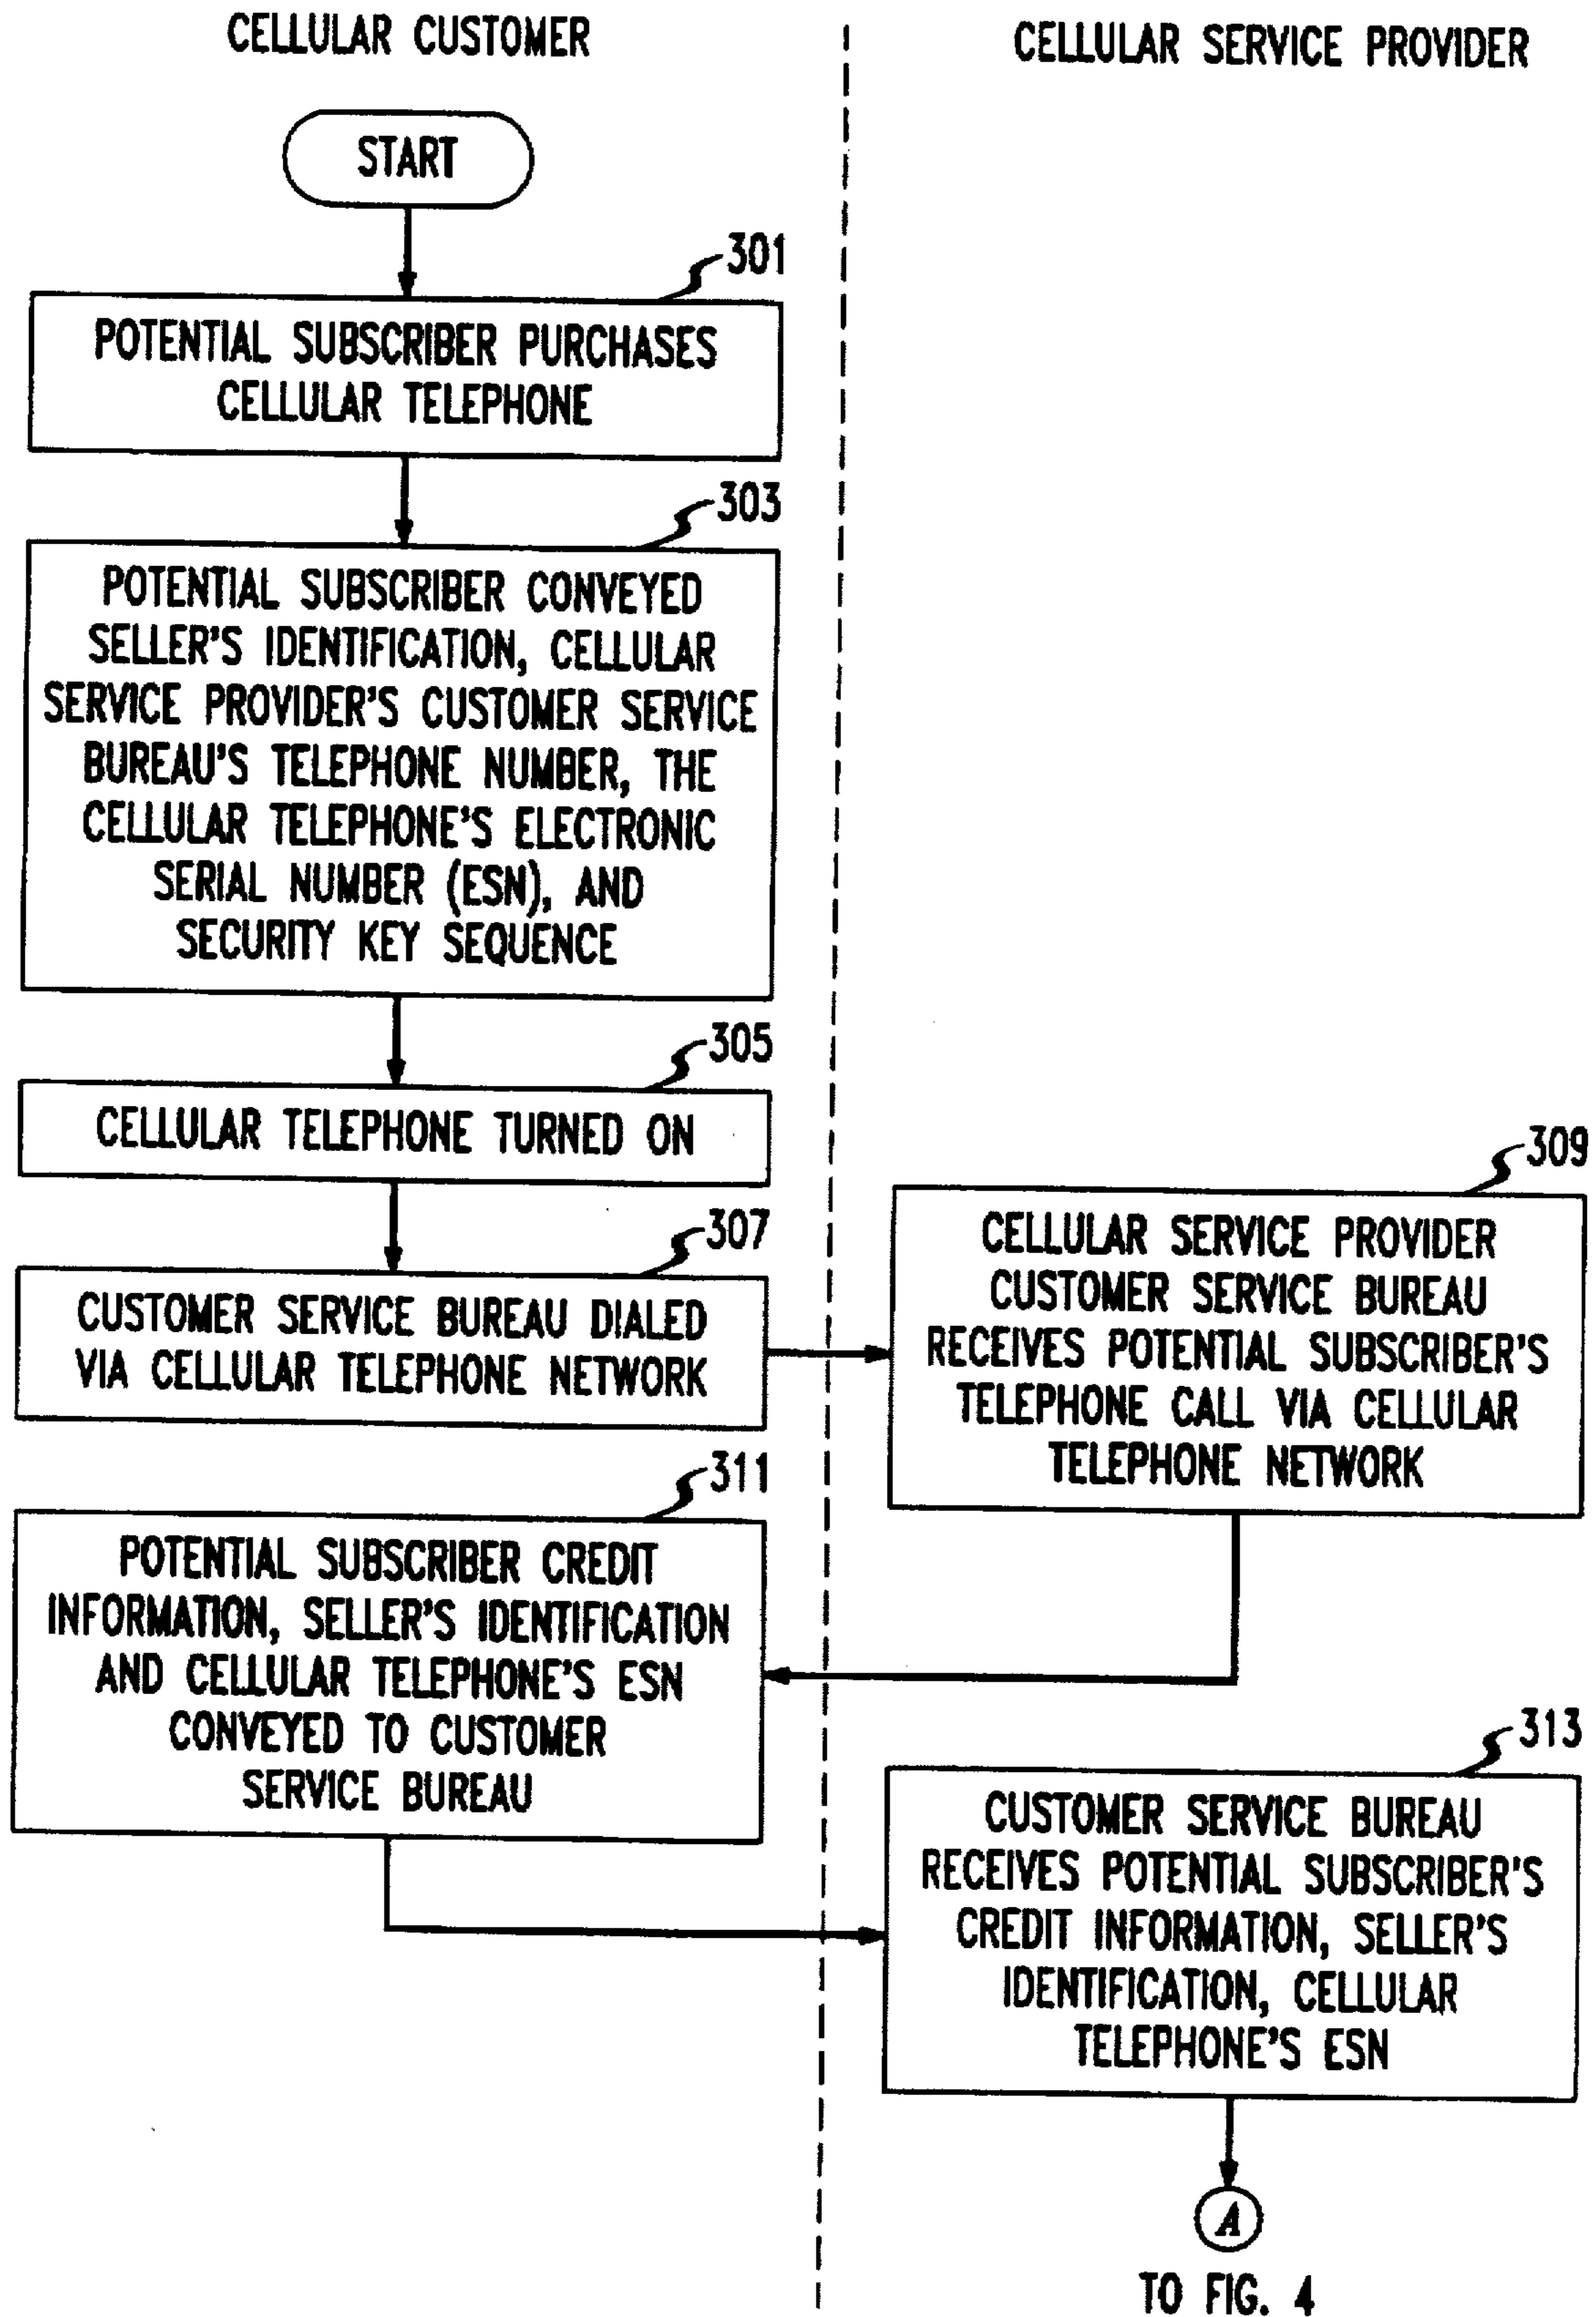 CELLULAR CUSTOMER
CELLULAR SERVICE PROVIDER
START
301
POTENTIAL SUBSCRIBER PURCHASES
CELLULAR TELEPHONE
303
POTENTIAL SUBSCRIBER CONVEYED
SELLER'S IDENTIFICATION, CELLULAR
SERVICE PROVIDER'S CUSTOMER SERVICE
BUREAU'S TELEPHONE NUMBER, THE
CELLULAR TELEPHONE'S ELECTRONIC
SERIAL NUMBER (ESN), AND
SECURITY KEY SEQUENCE
305
CELLULAR TELEPHONE TURNED ON
307
CUSTOMER SERVICE BUREAU DIALED
VIA CELLULAR TELEPHONE NETWORK
309
CELLULAR SERVICE PROVIDER
CUSTOMER SERVICE BUREAU
RECEIVES POTENTIAL SUBSCRIBER'S
TELEPHONE CALL VIA CELLULAR
TELEPHONE NETWORK
311
POTENTIAL SUBSCRIBER CREDIT
INFORMATION, SELLER'S IDENTIFICATION
AND CELLULAR TELEPHONE'S ESN
CONVEYED TO CUSTOMER
SERVICE BUREAU
313
CUSTOMER SERVICE BUREAU
RECEIVES POTENTIAL SUBSCRIBER'S
CREDIT INFORMATION, SELLER'S
IDENTIFICATION, CELLULAR
TELEPHONE'S ESN
A
TO FIG. 4